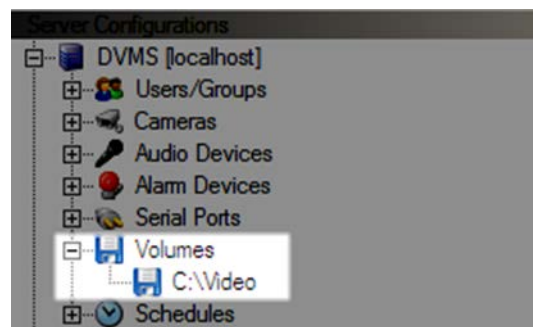 Server Configurations
DVMS [localhost]
Users/Groups
Cameras
Audio Devices
Alarm Devices
Serial Ports
Volumes
C:\Video
Schedules